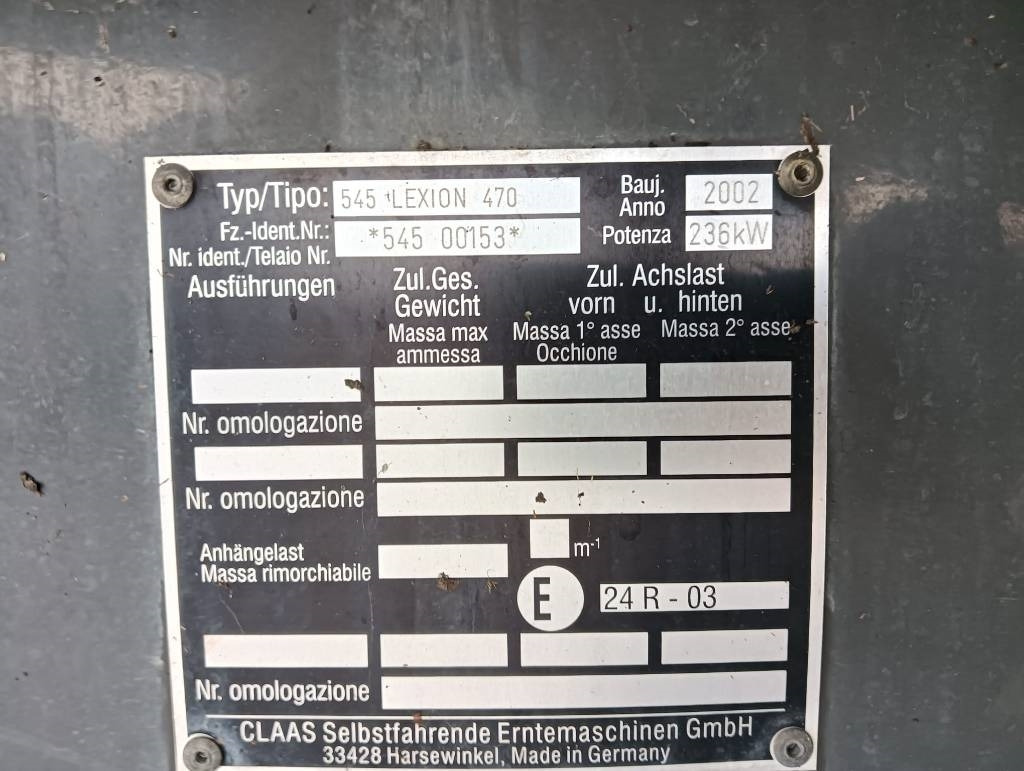 Typ/Tipo: 545 LEXION 470 Bauj. Anno 2002
Fz.-Ident.Nr.: *545 00153* Potenza 236kW
Nr. ident./Telaio Nr.
Ausführungen Zul.Ges. Zul. Achslast
Gewicht vorn u. hinten
Massa max Massa 1° asse Massa 2° asse
ammessa Occhione
Nr. omologazione
Nr. omologazione
m-1
Anhängelast
Massa rimorchiabile
E 24 R - 03
Nr. omologazione
CLAAS Selbstfahrende Erntemaschinen GmbH
33428 Harsewinkel, Made in Germany